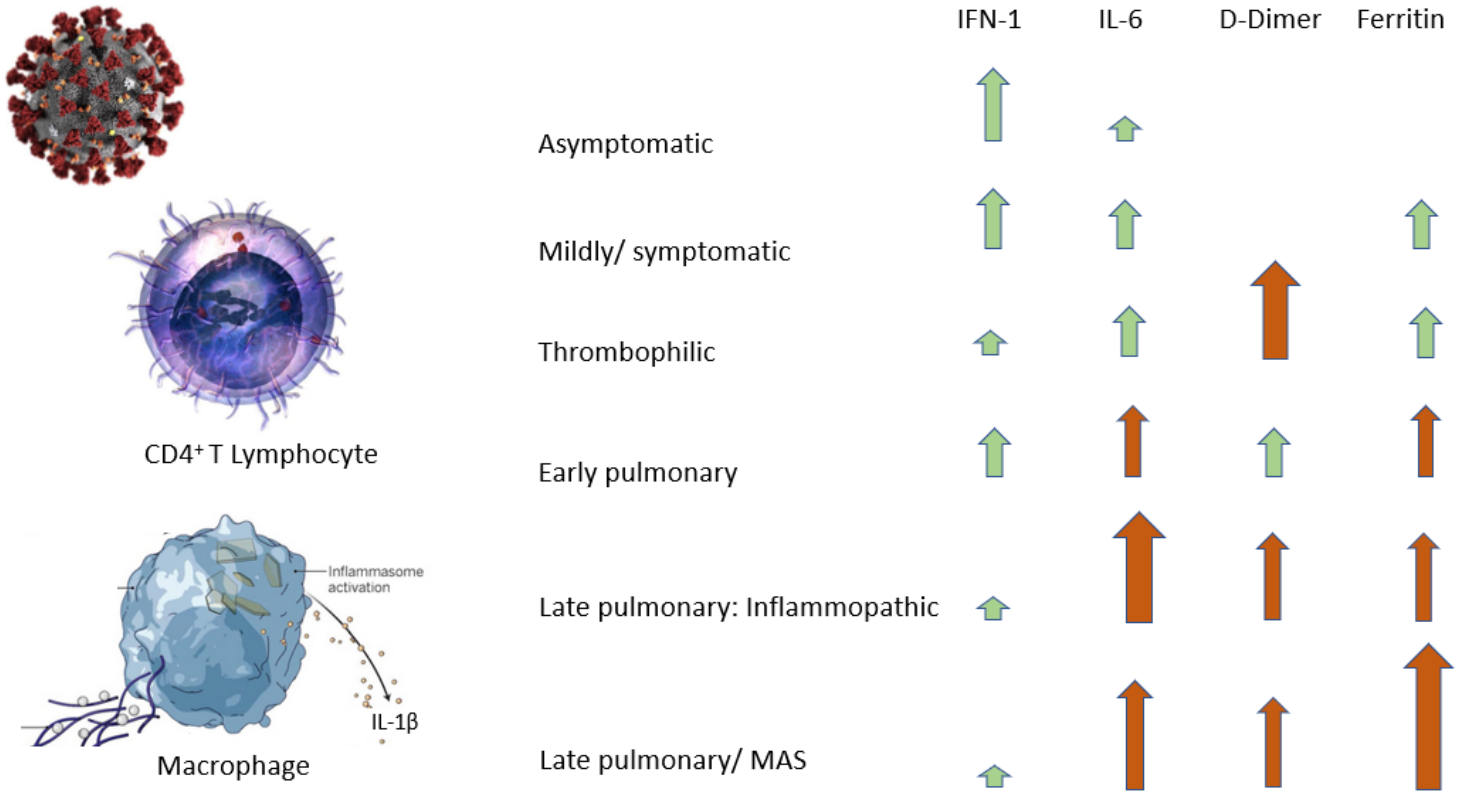 IFN-1 IL-6 D-Dimer Ferritin
Asymptomatic
Mildly/ symptomatic
Thrombophilic
CD4⁺ T Lymphocyte
Early pulmonary
Inflammasome
activation
Late pulmonary: Inflammopathic
IL-1β
Late pulmonary/ MAS
Macrophage